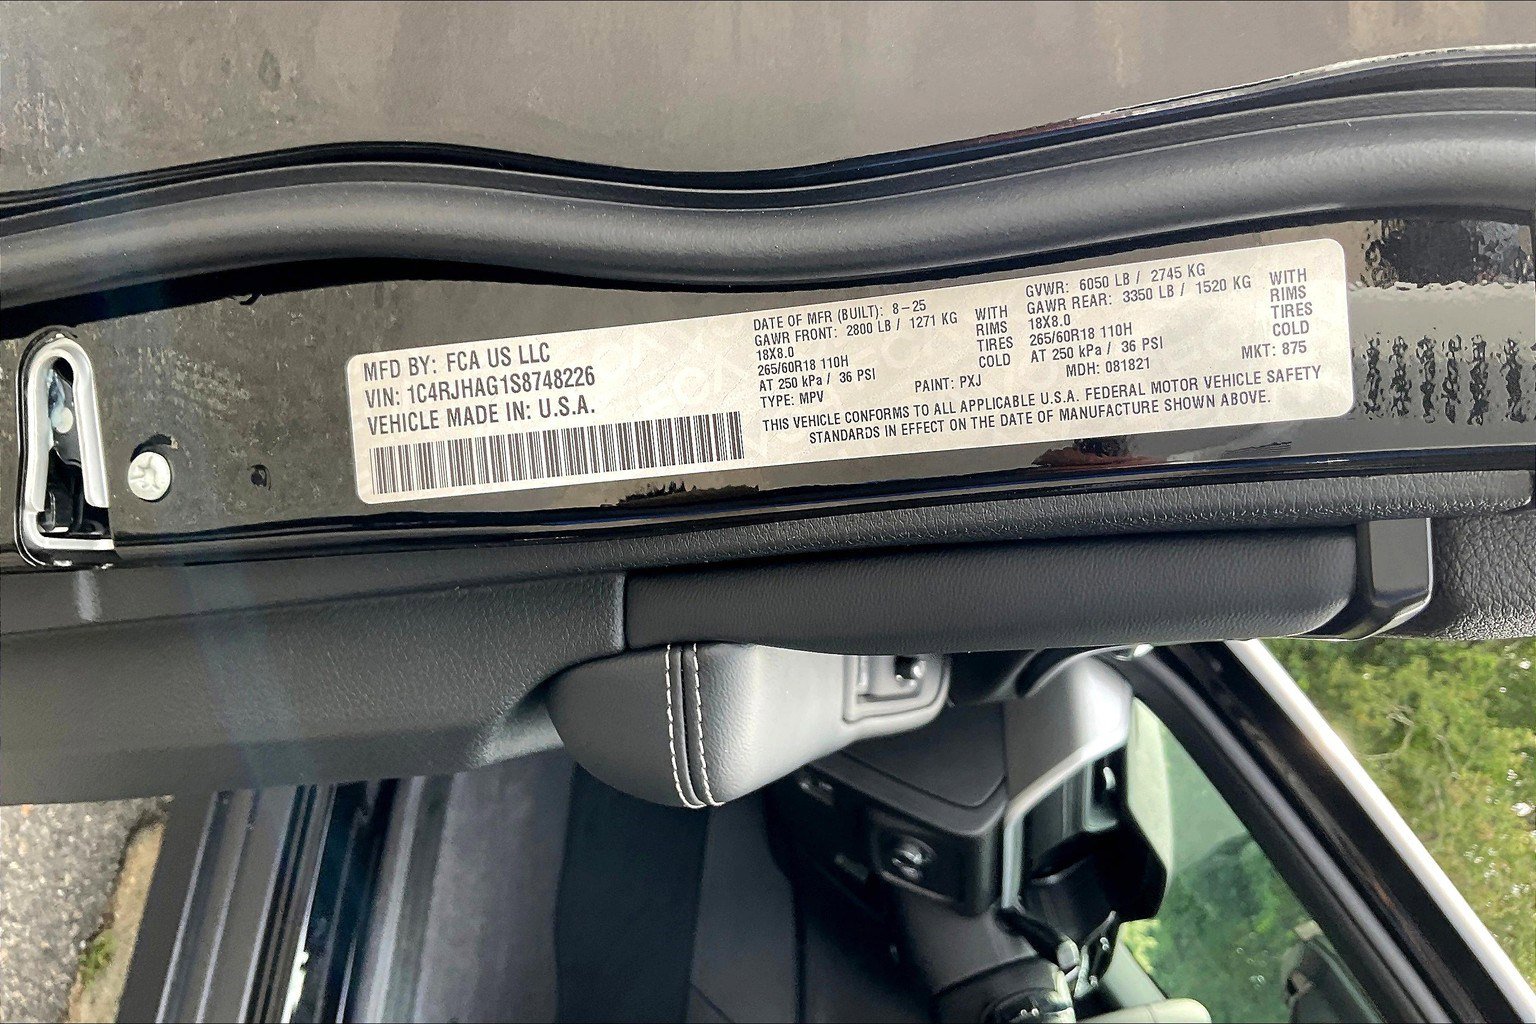 MFD BY: FCA US LLC
VIN: 1C4RJHAG1S8748226
VEHICLE MADE IN: U.S.A.
DATE OF MFR (BUILT): 8-25
GAWR FRONT: 2800 LB / 1271 KG
18X8.0
265/60R18 110H
AT 250 kPa / 36 PSI
TYPE: MPV
WITH
RIMS
TIRES
COLD
PAINT: PXJ
GVWR: 6050 LB / 2745 KG
GAWR REAR: 3350 LB / 1520 KG
18X8.0
265/60R18 110H
AT 250 kPa / 36 PSI
MDH: 081821
WITH
RIMS
TIRES
COLD
MKT: 875
THIS VEHICLE CONFORMS TO ALL APPLICABLE U.S.A. FEDERAL MOTOR VEHICLE SAFETY
STANDARDS IN EFFECT ON THE DATE OF MANUFACTURE SHOWN ABOVE.